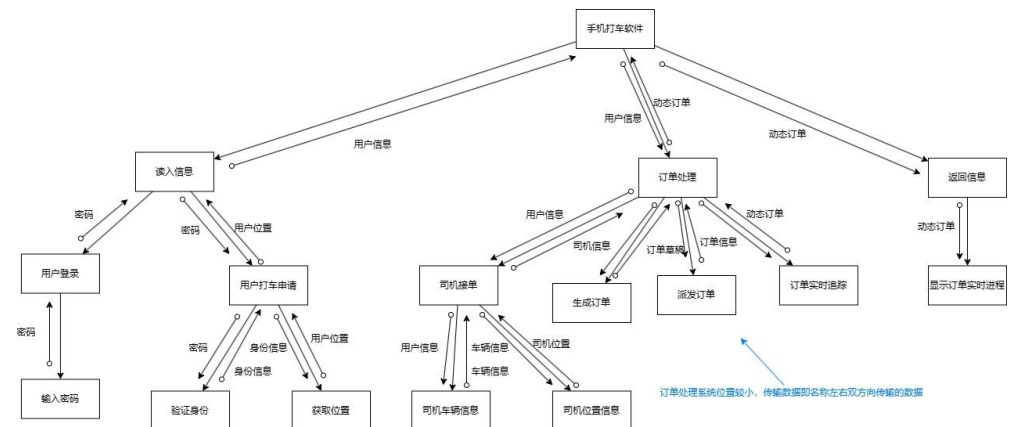 手机打车软件
动态订单
用户信息
动态订单
用户信息
读入信息
订单处理
返回信息
密码
密码
用户位置
用户信息
司机信息
订单草稿
订单信息
动态订单
动态订单
用户登录
用户打车申请
司机接单
生成订单
派发订单
订单实时追踪
显示订单实时进程
密码
密码
身份信息
身份信息
用户位置
用户信息
车辆信息
车辆信息
司机位置
输入密码
验证身份
获取位置
司机车辆信息
司机位置信息
订单处理系统位置较小，传输数据即名称左右双方向传输的数据